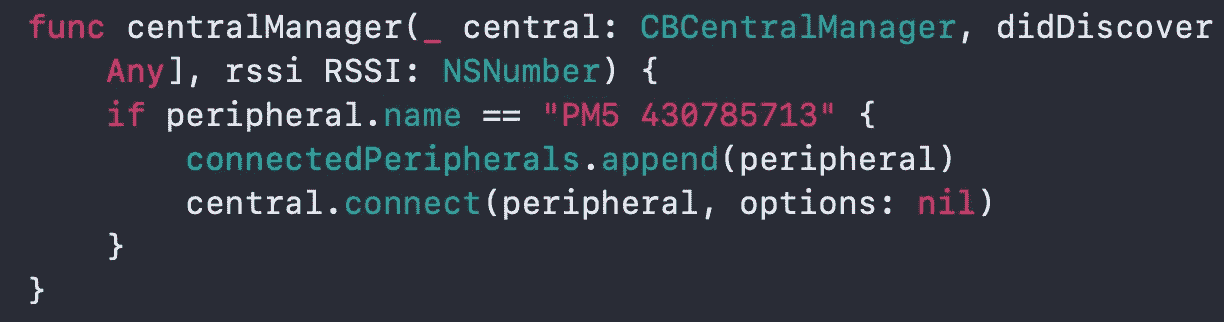 func centralManager(_ central: CBCentralManager, didDiscover
Any], rssi RSSI: NSNumber) {
if peripheral.name == "PM5 430785713" {
connectedPeripherals.append(peripheral)
central.connect(peripheral, options: nil)
}
}